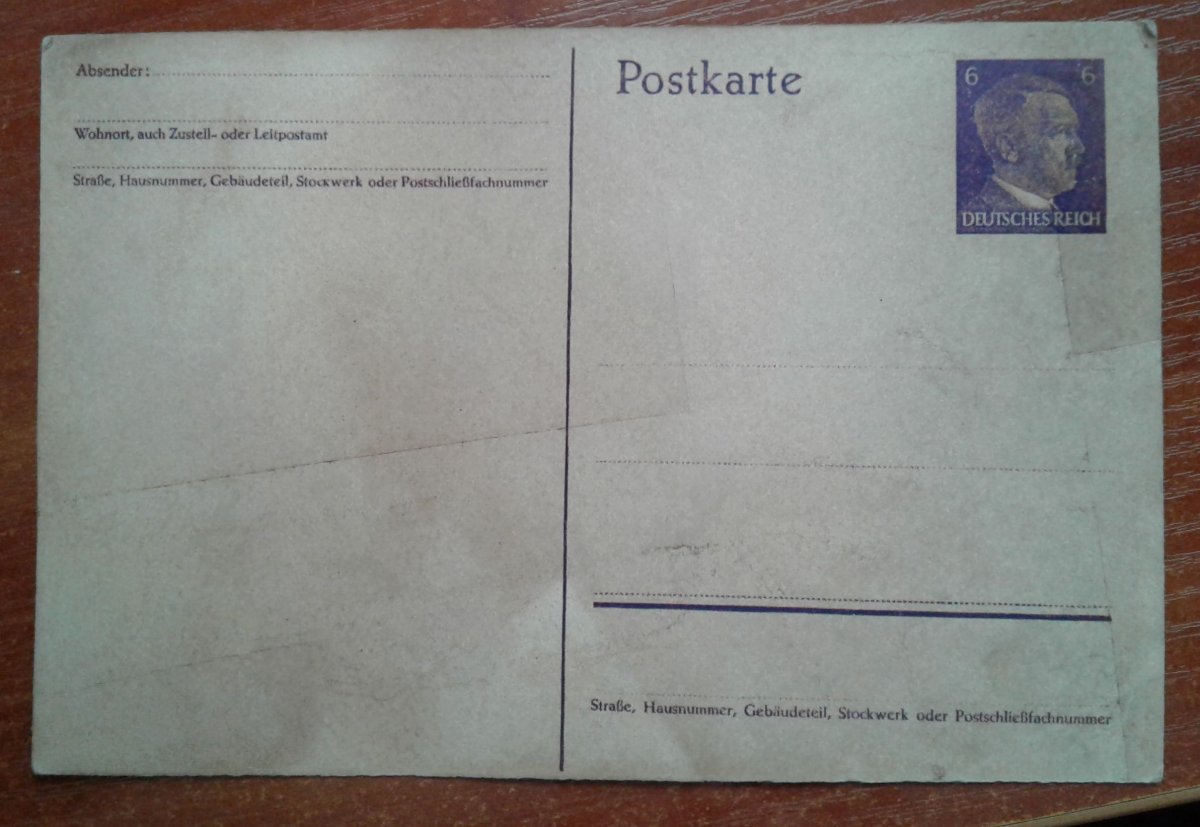 Absender:
Wohnort, auch Zustell- oder Leitpostamt
Straße, Hausnummer, Gebäudeteil, Stockwerk oder Postschließfachnummer
Postkarte
6 6
DEUTSCHES REICH
Straße, Hausnummer, Gebäudeteil, Stockwerk oder Postschließfachnummer